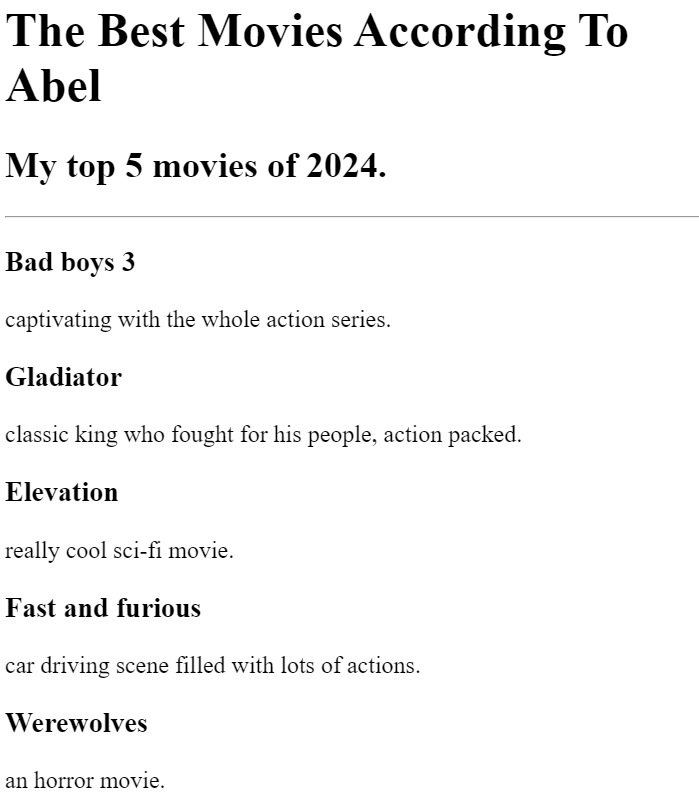 The Best Movies According To
Abel
My top 5 movies of 2024.
Bad boys 3
captivating with the whole action series.
Gladiator
classic king who fought for his people, action packed.
Elevation
really cool sci-fi movie.
Fast and furious
car driving scene filled with lots of actions.
Werewolves
an horror movie.